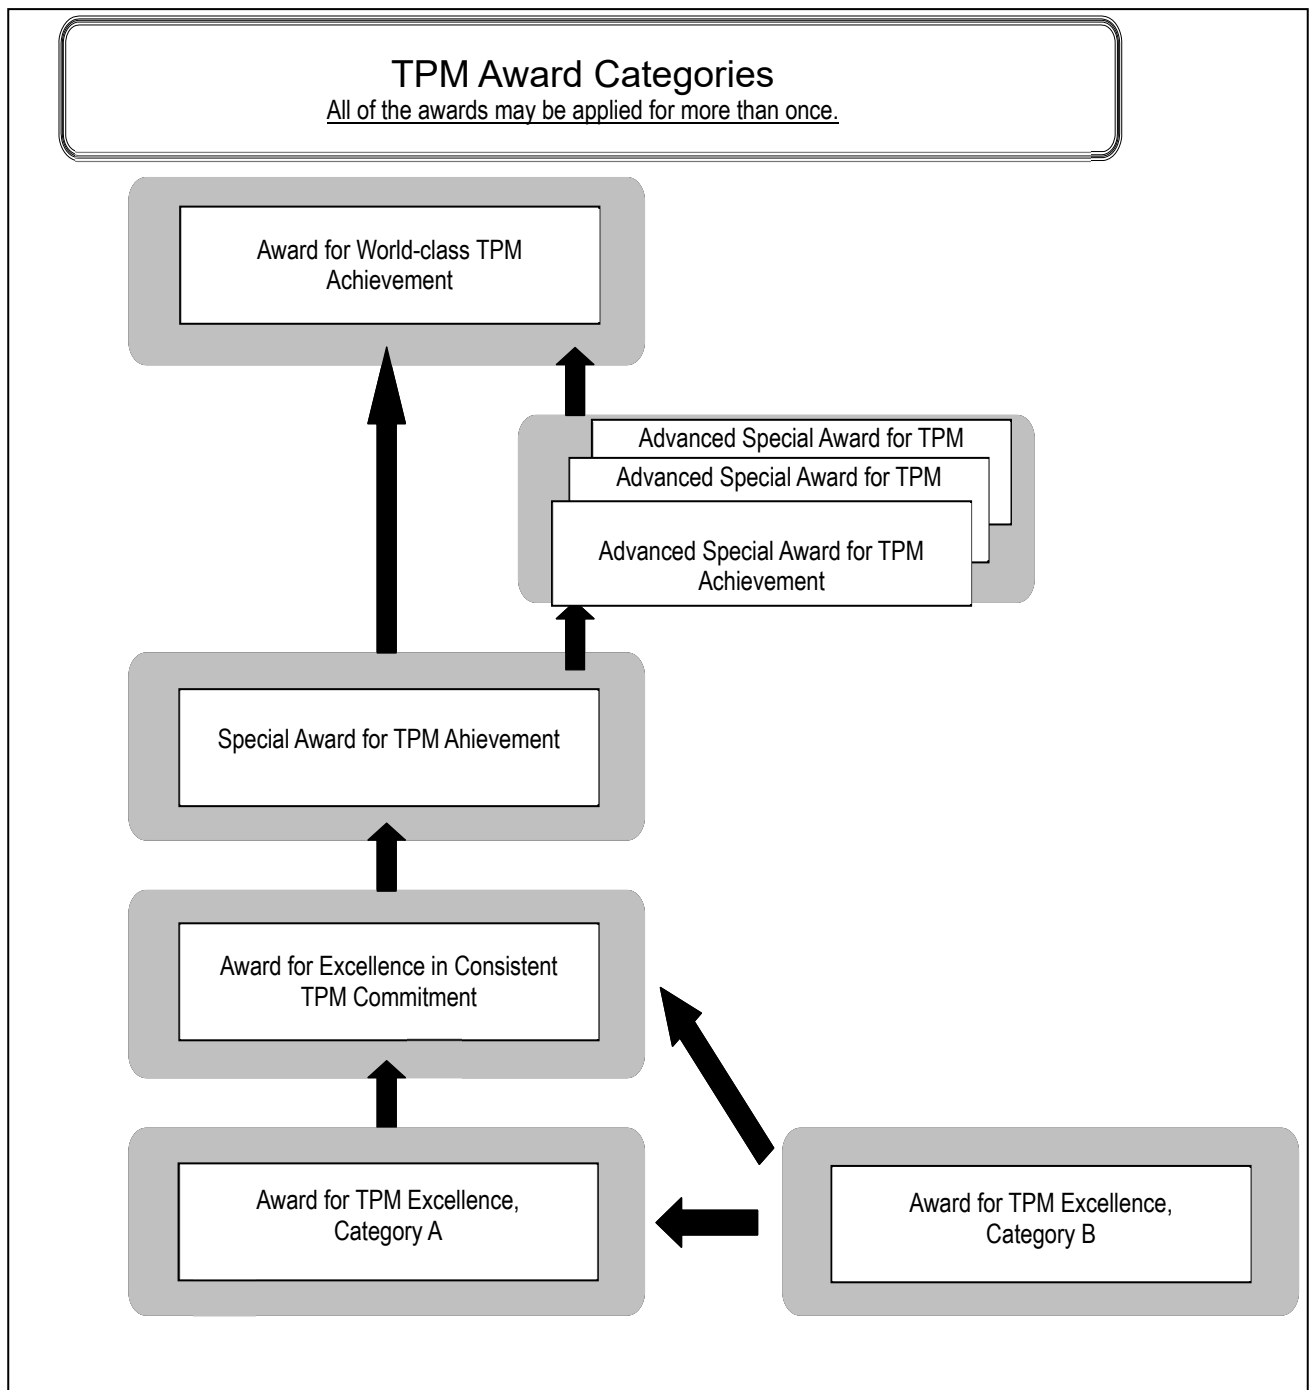 TPM Award Categories
All of the awards may be applied for more than once.
Award for World-class TPM
Achievement
Advanced Special Award for TPM
Advanced Special Award for TPM
Advanced Special Award for TPM
Achievement
Special Award for TPM Ahievement
Award for Excellence in Consistent
TPM Commitment
Award for TPM Excellence,
Category A
Award for TPM Excellence,
Category B